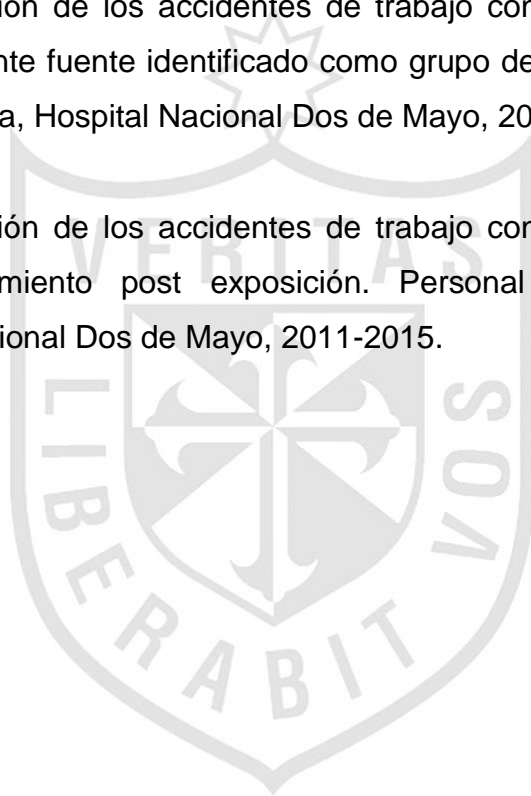 ión de los accidentes de trabajo con
nte fuente identificado como grupo de
a, Hospital Nacional Dos de Mayo, 20
ión de los accidentes de trabajo con
miento post exposición. Personal
ional Dos de Mayo, 2011-2015.
VERITAS
LIBERABIT
VOS